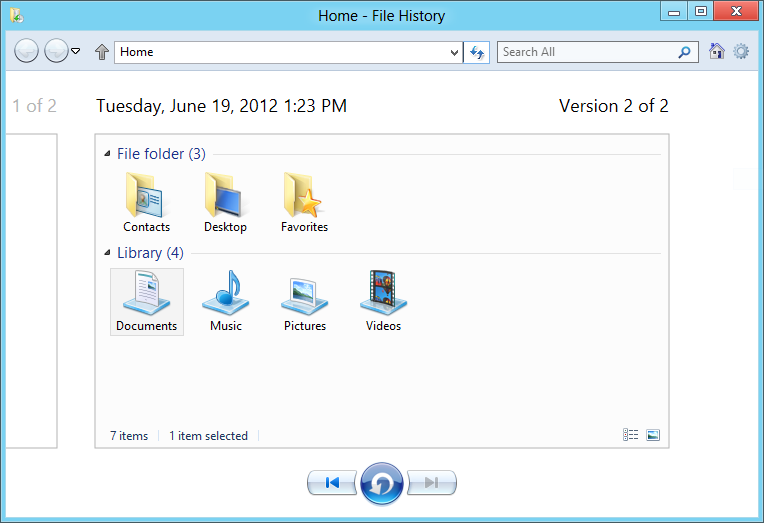 Home - File History
Home
Search All
1 of 2
Tuesday, June 19, 2012 1:23 PM
Version 2 of 2
File folder (3)
Contacts
Desktop
Favorites
Library (4)
Documents
Music
Pictures
Videos
7 items
1 item selected